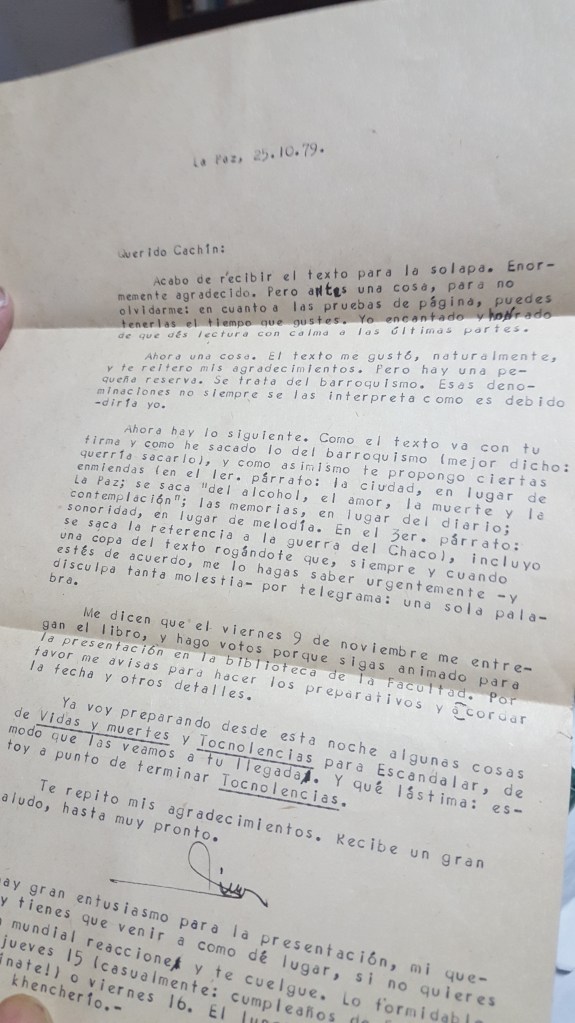 La Paz, 25.10.79.
Querido Cachín:
Acabo de recibir el texto para la solapa. Enor-
memente agradecido. Pero antes una cosa, para no
olvidarme: en cuanto a las pruebas de página, puedes
tenerlas el tiempo que gustes. Yo encantado y honrado
de que dés lectura con calma a las últimas partes.
Ahora una cosa. El texto me gustó, naturalmente,
y te reitero mis agradecimientos. Pero hay una pe-
queña reserva. Se trata del barroquismo. Esas deno-
minaciones no siempre se las interpreta como es debido
-diría yo.
Ahora hay lo siguiente. Como el texto va con tu
firma y como he sacado lo del barroquismo (mejor dicho:
querría sacarlo), y como asimismo te propongo ciertas
enmiendas (en el 1er. párrato: la ciudad, en lugar de
La Paz; se saca "del alcohol, el amor, la muerte y la
contemplación"; las memorias, en lugar del diario;
sonoridad, en lugar de melodía. En el 3er. párrato:
se saca la referencia a la guerra del Chaco), incluyo
una copa del texto rogándote que, siempre y cuando
estés de acuerdo, me lo hagas saber urgentemente -y
disculpa tanta molestia- por telegrama: una sola pala-
bra.
Me dicen que el viernes 9 de noviembre me entre-
gan el libro, y hago votos porque sigas animado para
la presentación en la biblioteca de la Facultad. Por
favor me avisas para hacer los preparativos y acordar
la fecha y otros detalles.
Ya voy preparando desde esta noche algunas cosas
de Vidas y muertes y Tocnolencias para Escandalar, de
modo que las veamos a tu llegada. Y qué lástima: es-
toy a punto de terminar Tocnolencias.
Te repito mis agradecimientos. Recibe un gran
aludo, hasta muy pronto.
ay gran entusiasmo para la presentación, mi que-
y tienes que venir a como dé lugar, si no quieres
mundial reaccione y te cuelgue. Lo formidabl
jueves 15 (casualmente: cumpleaños
ínate!) o viernes 16. El
khencherío.-